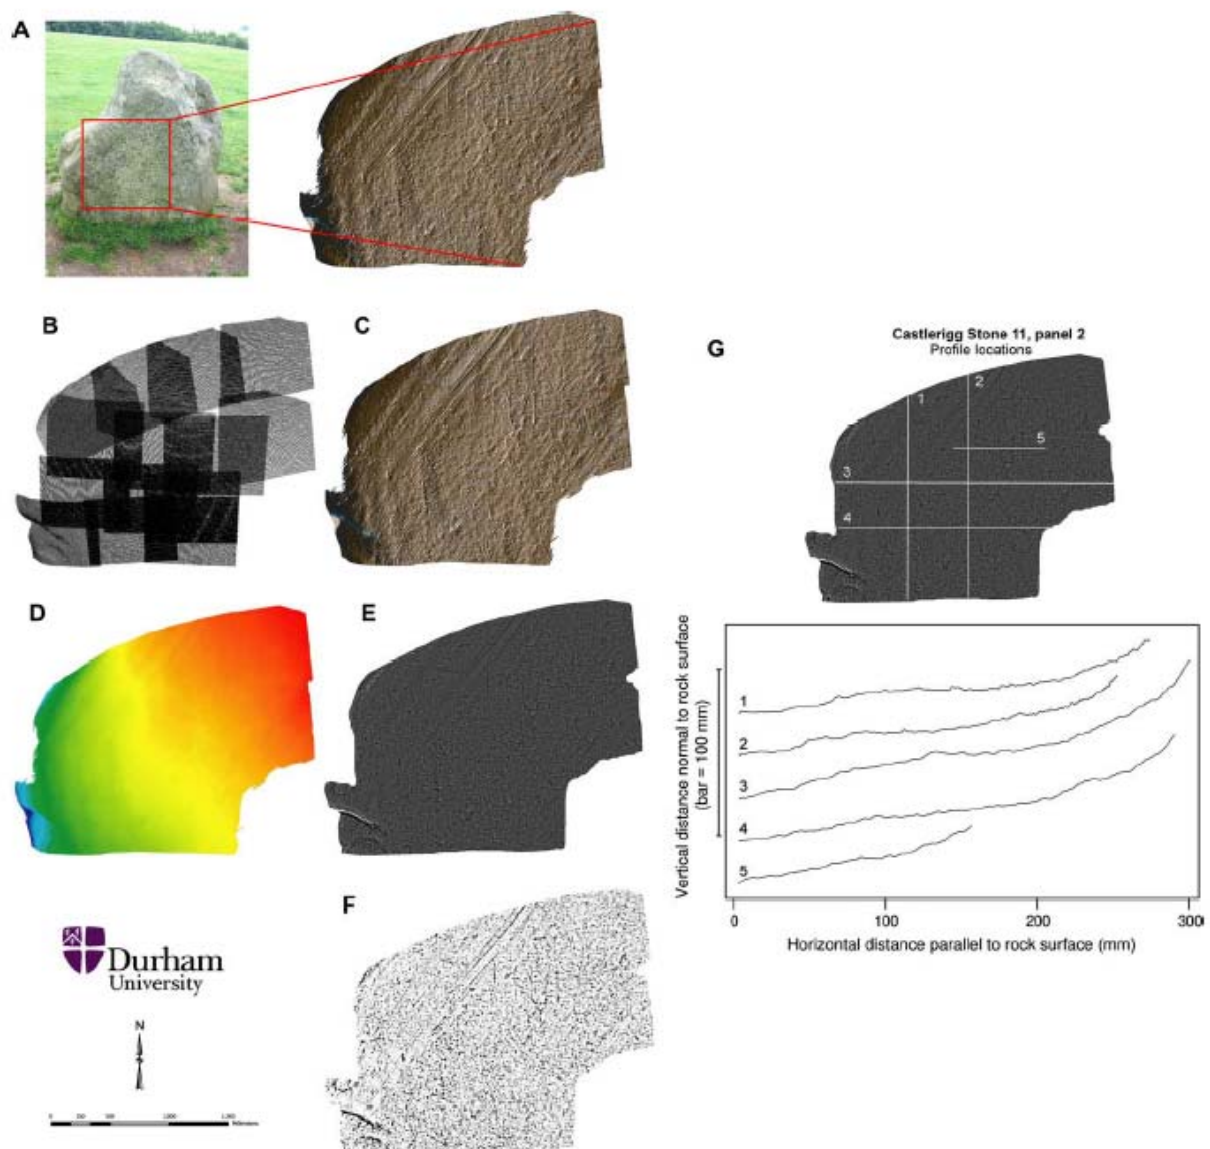 A
B
C
G
Castlerigg Stone 11, panel 2
Profile locations
1
2
3
4
5
D
E
Vertical distance normal to rock surface
(bar = 100 mm)
1
2
3
4
5
0
100
200
300
Horizontal distance parallel to rock surface (mm)
F
Durham
University
N
0